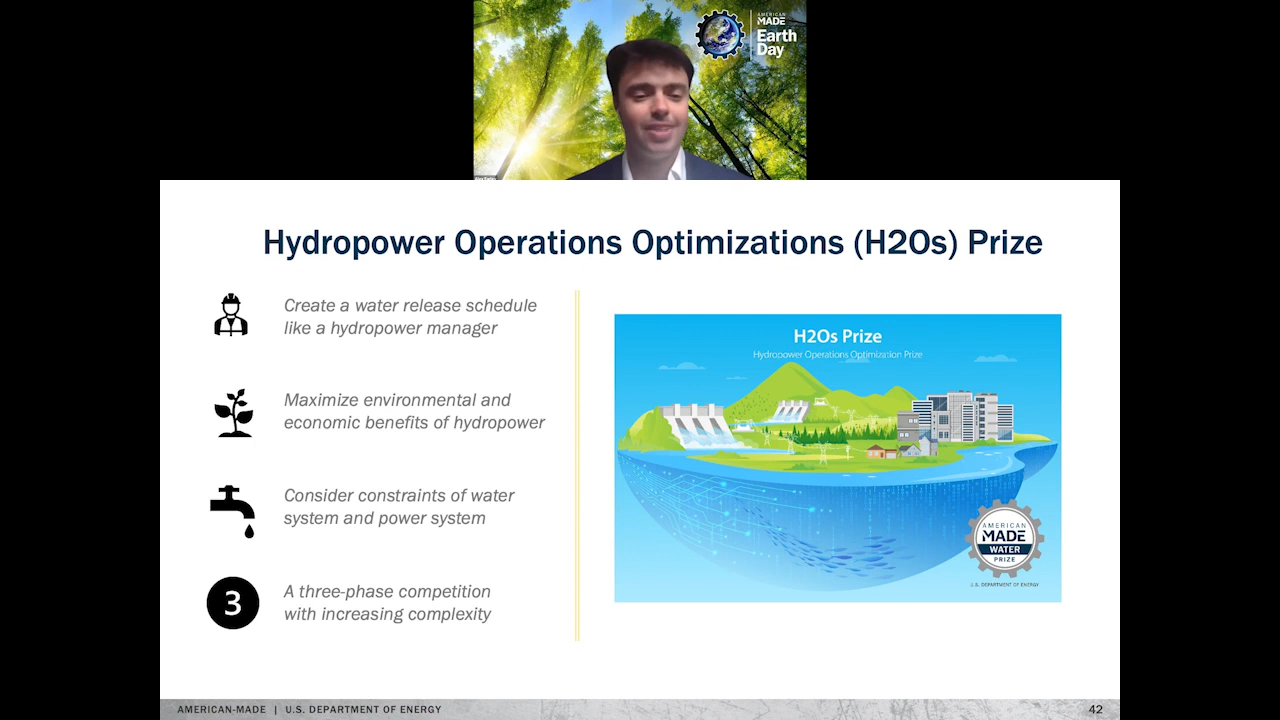 AMERICAN
MADE
Earth
Day
Hydropower Operations Optimizations (H2Os) Prize
Create a water release schedule
like a hydropower manager
Maximize environmental and
economic benefits of hydropower
Consider constraints of water
system and power system
3
A three-phase competition
with increasing complexity
H2Os Prize
Hydropower Operations Optimization Prize
AMERICAN
MADE
WATER
PRIZE
U.S. DEPARTMENT OF ENERGY
AMERICAN-MADE | U.S. DEPARTMENT OF ENERGY
42